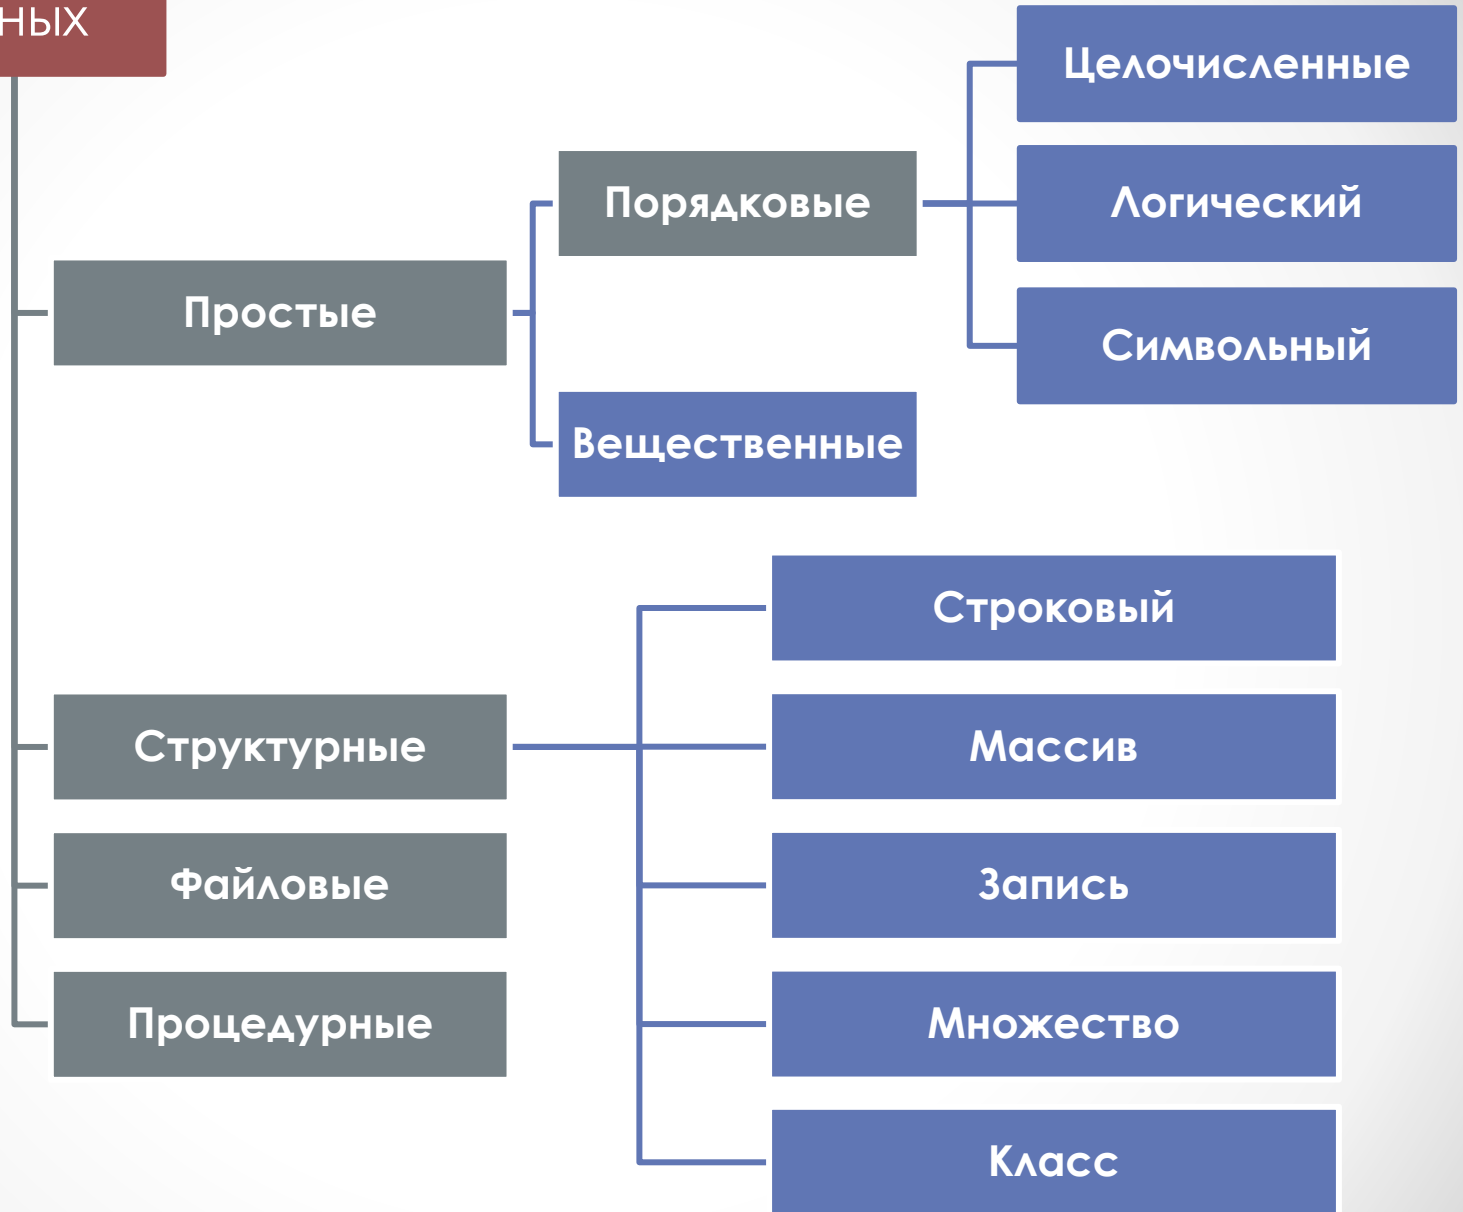 ных
Целочисленные
Порядковые
Логический
Простые
Символьный
Вещественные
Строковый
Структурные
Массив
Файловые
Запись
Процедурные
Множество
Класс